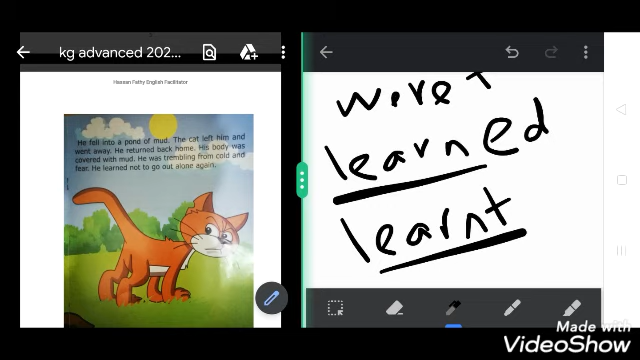 kg advanced 202...
Hassan Fathy English Facilitator
He fell into a pond of mud. The cat left him and
went away. He returned back home. His body was
covered with mud. He was trembling from cold and
fear. He learned not to go out alone again.
learned
learnt
Made with
VideoShow